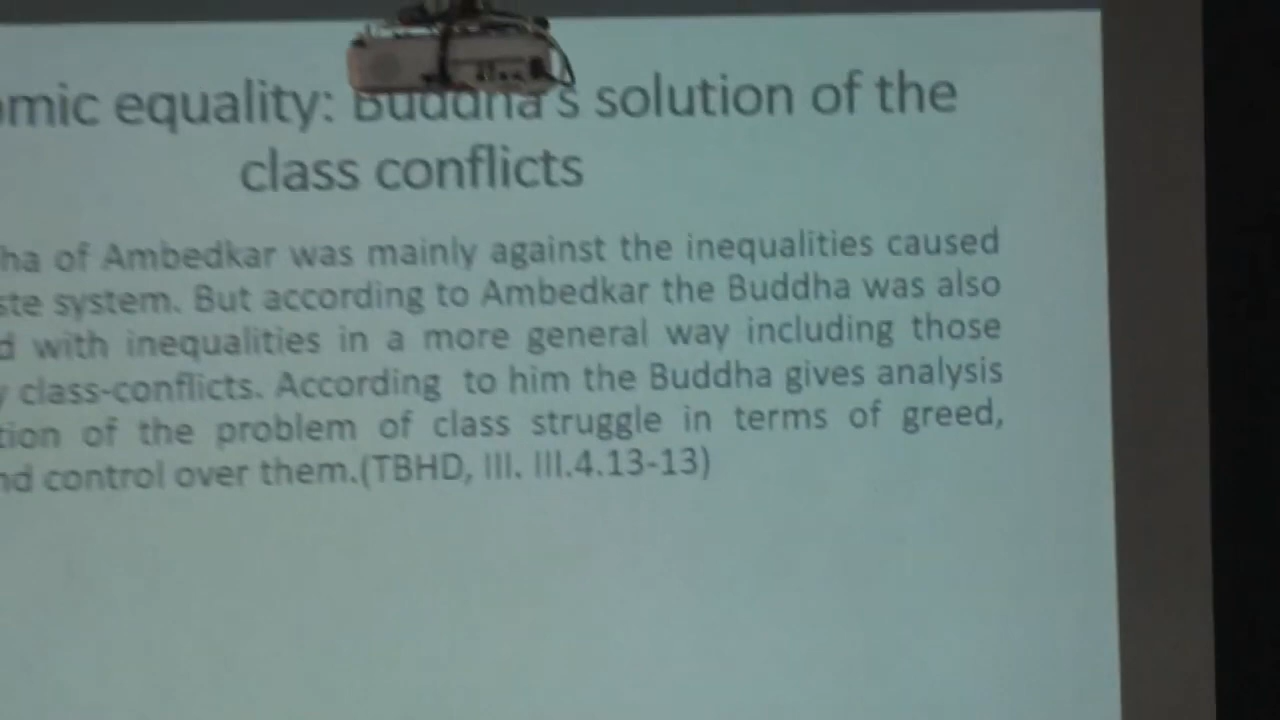 omic equality: Buddha's solution of the
class conflicts
ha of Ambedkar was mainly against the inequalities caused
ste system. But according to Ambedkar the Buddha was also
d with inequalities in a more general way including those
y class-conflicts. According to him the Buddha gives analysis
tion of the problem of class struggle in terms of greed,
nd control over them.(TBHD, III. III.4.13-13)